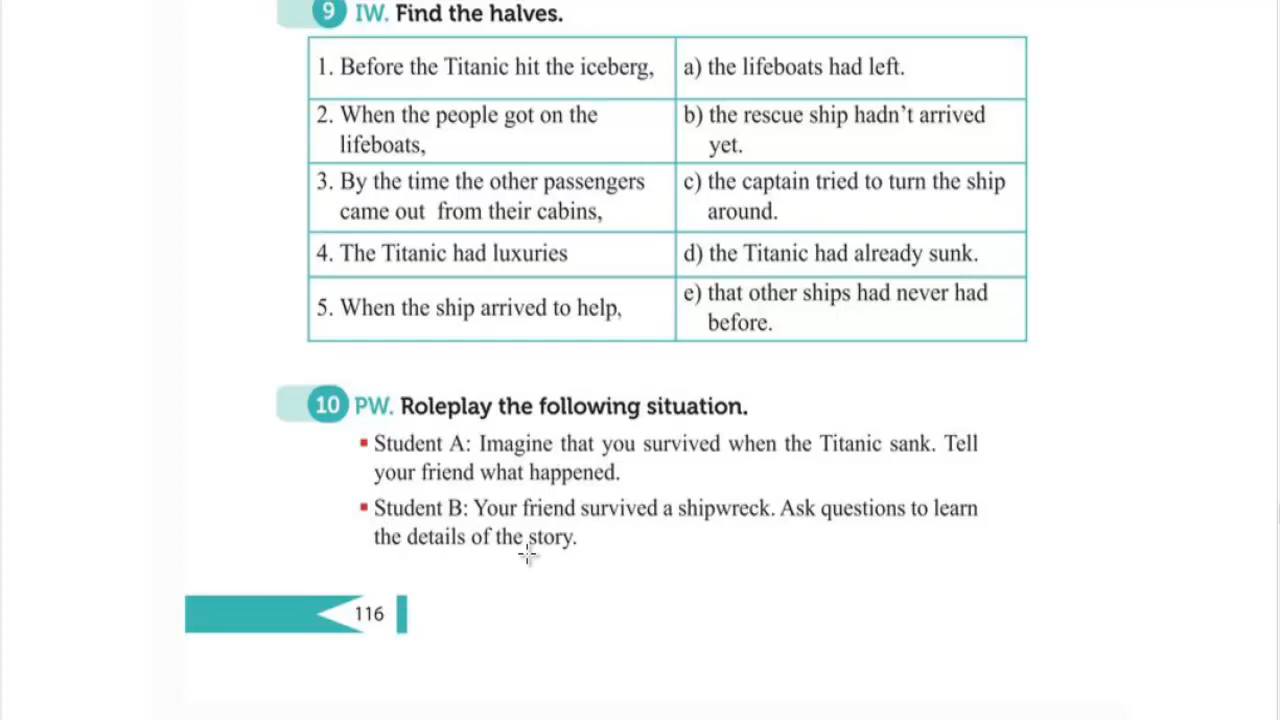 9 IW. Find the halves.
1. Before the Titanic hit the iceberg,
a) the lifeboats had left.
2. When the people got on the
lifeboats,
b) the rescue ship hadn't arrived
yet.
3. By the time the other passengers
came out from their cabins,
c) the captain tried to turn the ship
around.
4. The Titanic had luxuries
d) the Titanic had already sunk.
5. When the ship arrived to help,
e) that other ships had never had
before.
10 PW. Roleplay the following situation.
▪ Student A: Imagine that you survived when the Titanic sank. Tell
your friend what happened.
▪ Student B: Your friend survived a shipwreck. Ask questions to learn
the details of the story.
116